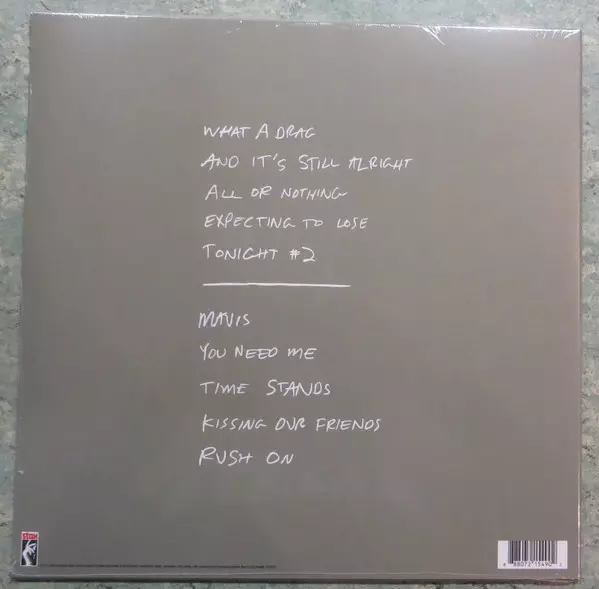 WHAT A DRAG
AND IT'S STILL ALRIGHT
ALL OR NOTHING
EXPECTING TO LOSE
TONIGHT #2
MAVIS
YOU NEED ME
TIME STANDS
KISSING OUR FRIENDS
RUSH ON
STAX